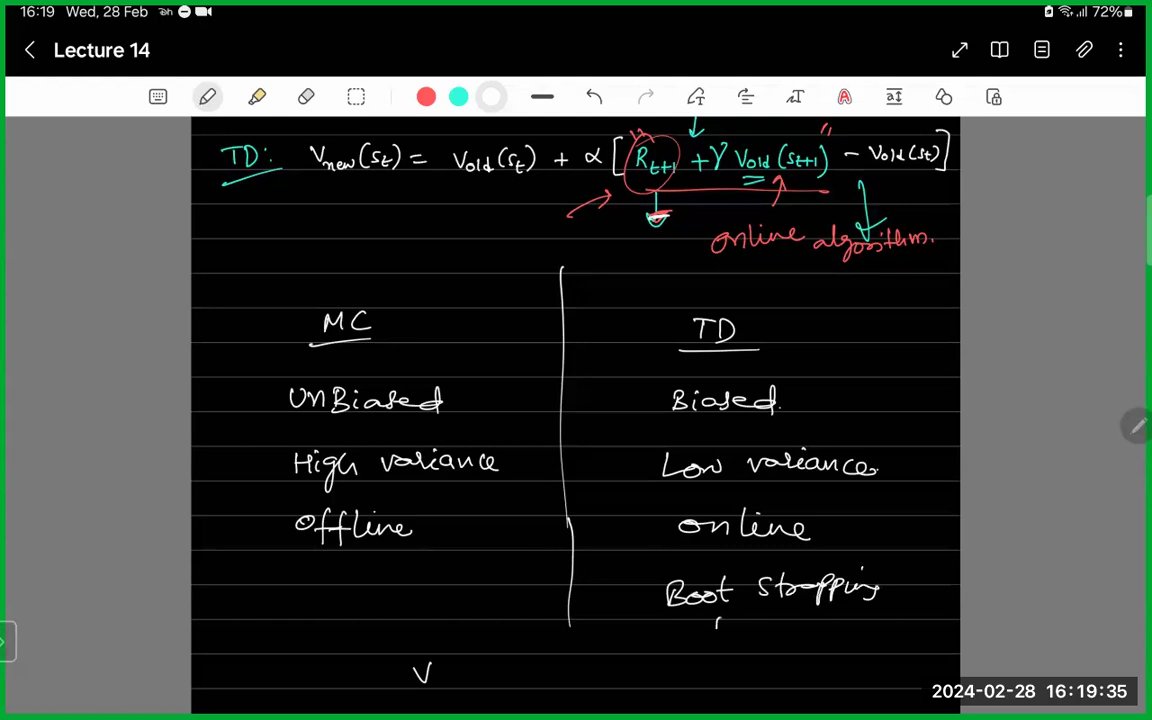 16:19 Wed, 28 Feb 72%
Lecture 14
TD: Vnew(St) = Vold(St) + α[Rt+1 + γ Vold(St+1) − Vold(St)]
online algorithm.
MC TD
UnBiased Biased.
High variance Low variance.
Offline online
Boot strapping
V
2024-02-28 16:19:35